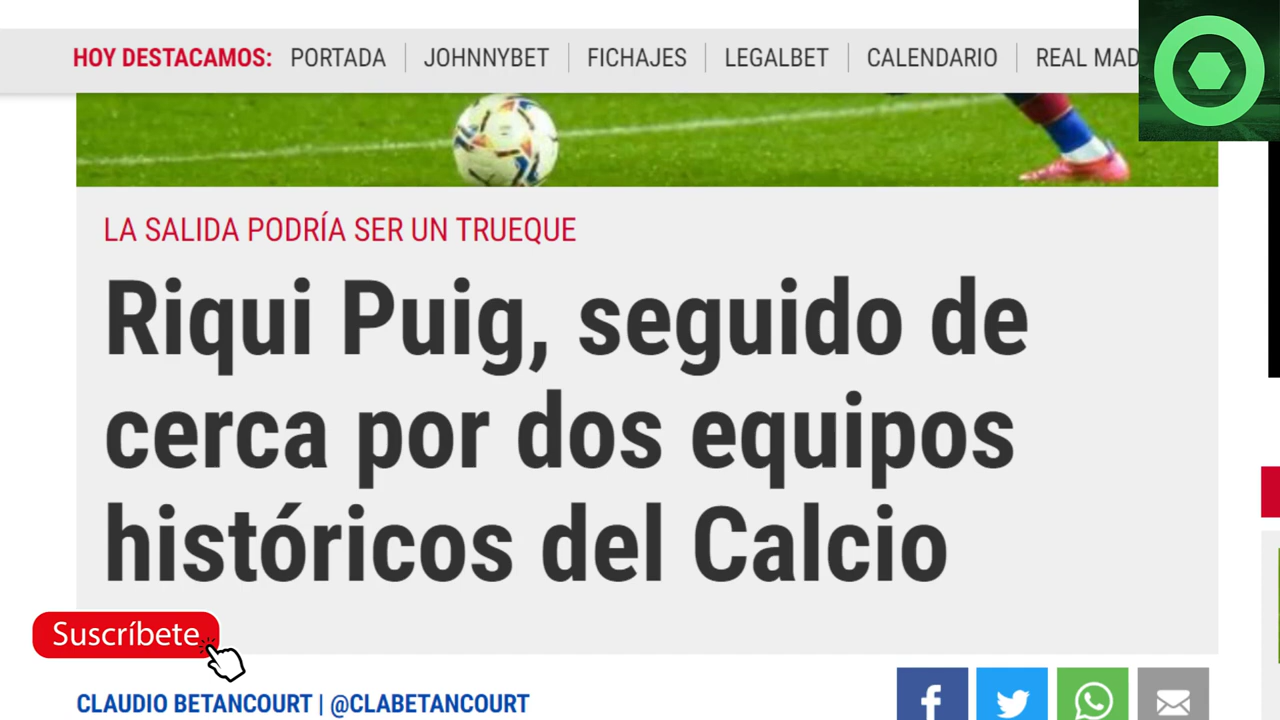 HOY DESTACAMOS: PORTADA JOHNNYBET FICHAJES LEGALBET CALENDARIO REAL MAD
LA SALIDA PODRÍA SER UN TRUEQUE
Riqui Puig, seguido de
cerca por dos equipos
históricos del Calcio
Suscríbete
CLAUDIO BETANCOURT | @CLABETANCOURT